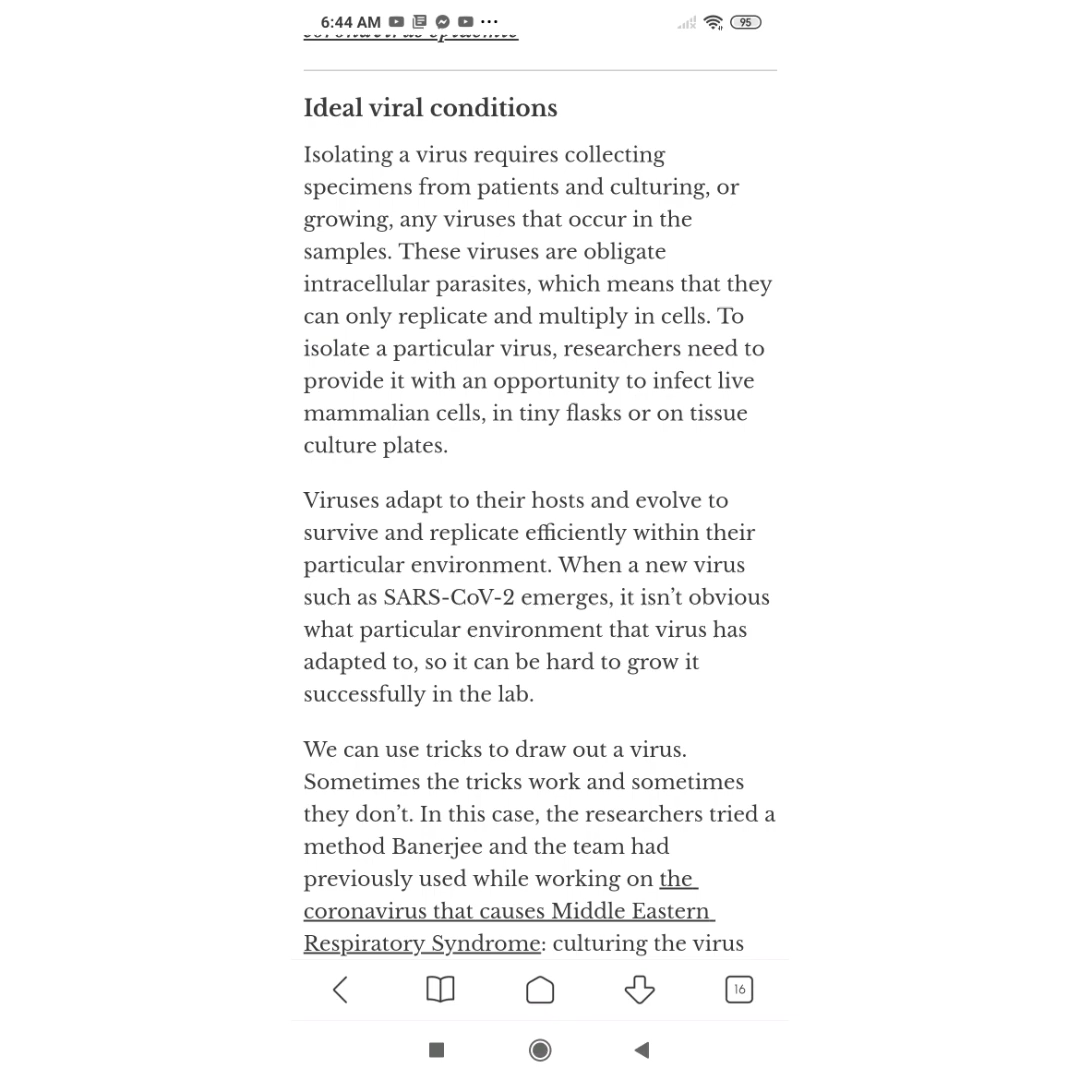 6:44 AM
95
coronavirus epidemic
Ideal viral conditions
Isolating a virus requires collecting
specimens from patients and culturing, or
growing, any viruses that occur in the
samples. These viruses are obligate
intracellular parasites, which means that they
can only replicate and multiply in cells. To
isolate a particular virus, researchers need to
provide it with an opportunity to infect live
mammalian cells, in tiny flasks or on tissue
culture plates.
Viruses adapt to their hosts and evolve to
survive and replicate efficiently within their
particular environment. When a new virus
such as SARS-CoV-2 emerges, it isn’t obvious
what particular environment that virus has
adapted to, so it can be hard to grow it
successfully in the lab.
We can use tricks to draw out a virus.
Sometimes the tricks work and sometimes
they don’t. In this case, the researchers tried a
method Banerjee and the team had
previously used while working on the
coronavirus that causes Middle Eastern
Respiratory Syndrome: culturing the virus
16